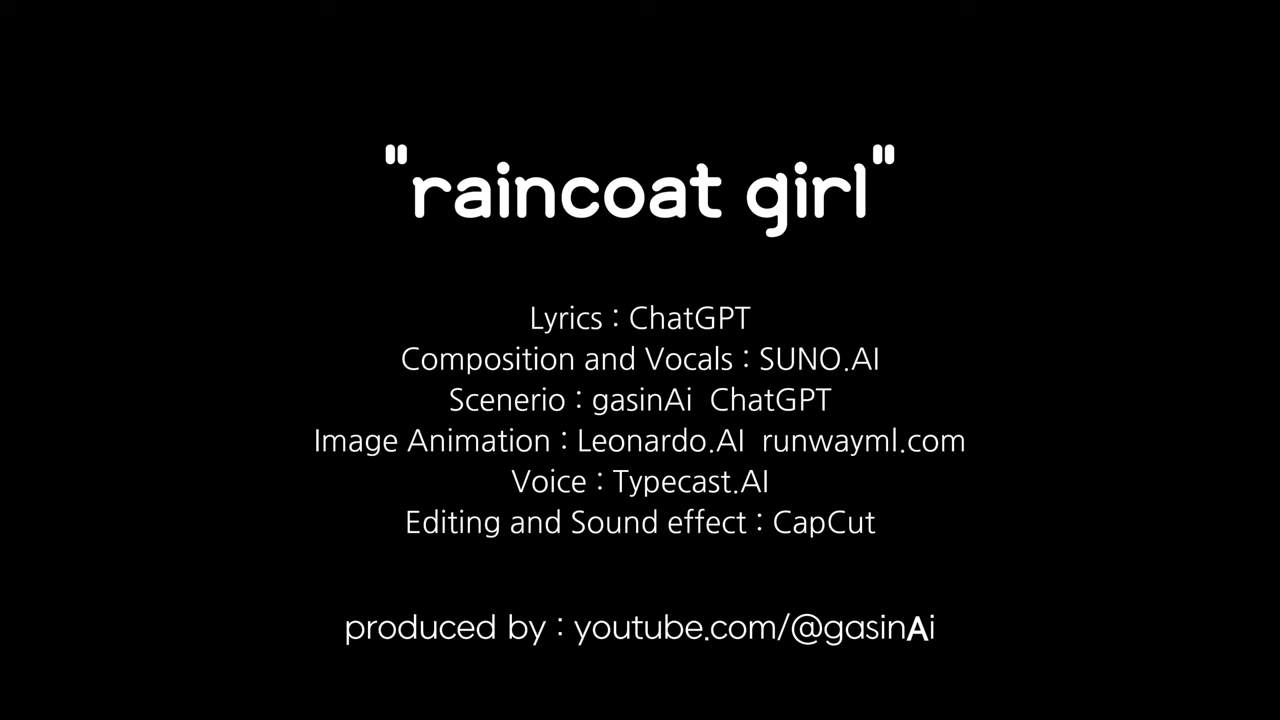 "raincoat girl"
Lyrics : ChatGPT
Composition and Vocals : SUNO.AI
Scenerio : gasinAi  ChatGPT
Image Animation : Leonardo.AI  runwayml.com
Voice : Typecast.AI
Editing and Sound effect : CapCut
produced by : youtube.com/@gasinAi